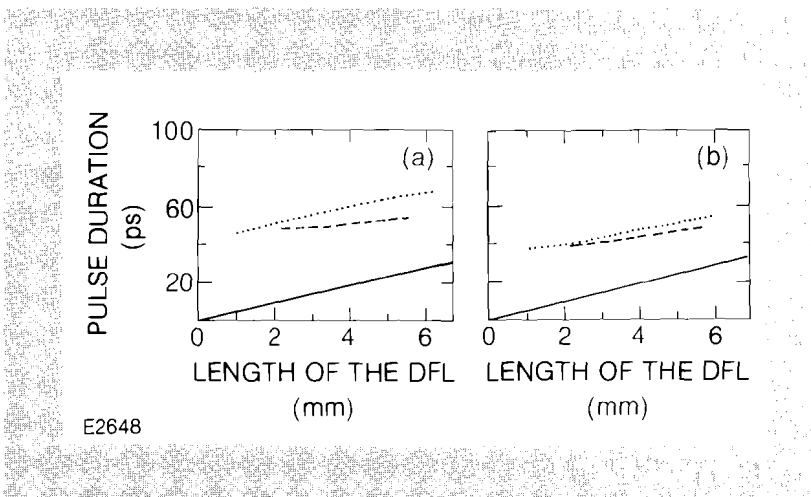 PULSE DURATION
(ps)
100
60
20
(a)
0 2 4 6
LENGTH OF THE DFL
(mm)
(b)
0 2 4 6
LENGTH OF THE DFL
(mm)
E2648